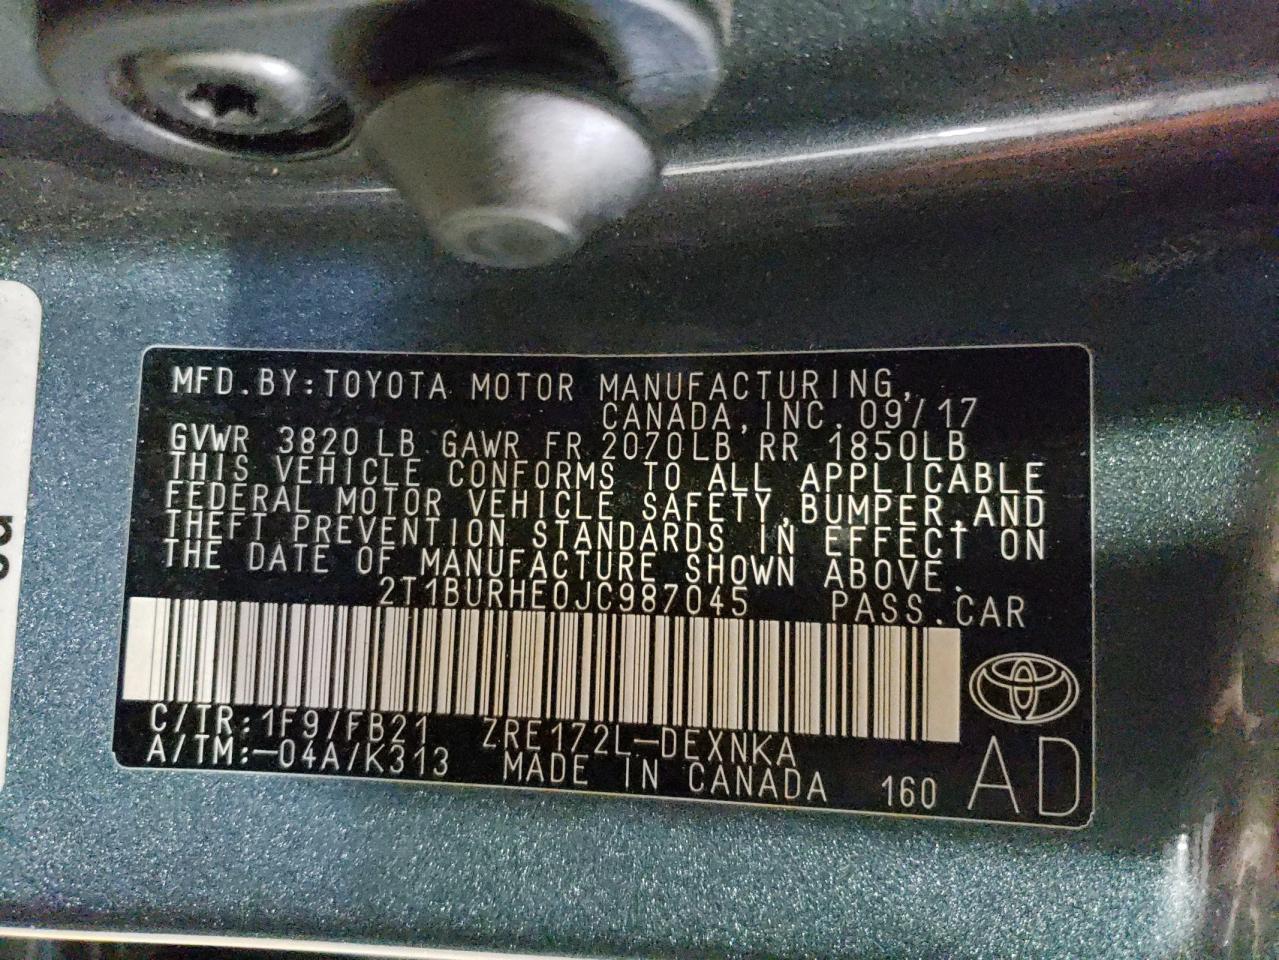 MFD.BY:TOYOTA MOTOR MANUFACTURING,
CANADA, INC. 09/17
GVWR 3820LB GAWR FR 2070LB RR 1850LB
THIS VEHICLE CONFORMS TO ALL APPLICABLE
FEDERAL MOTOR VEHICLE SAFETY, BUMPER AND
THEFT PREVENTION STANDARDS IN EFFECT ON
THE DATE OF MANUFACTURE SHOWN ABOVE.
2T1BURHE0JC987045 PASS.CAR
C/TR:1F9/FB21 ZRE172L-DEXNKA
A/TM:-04A/K313 MADE IN CANADA 160 AD